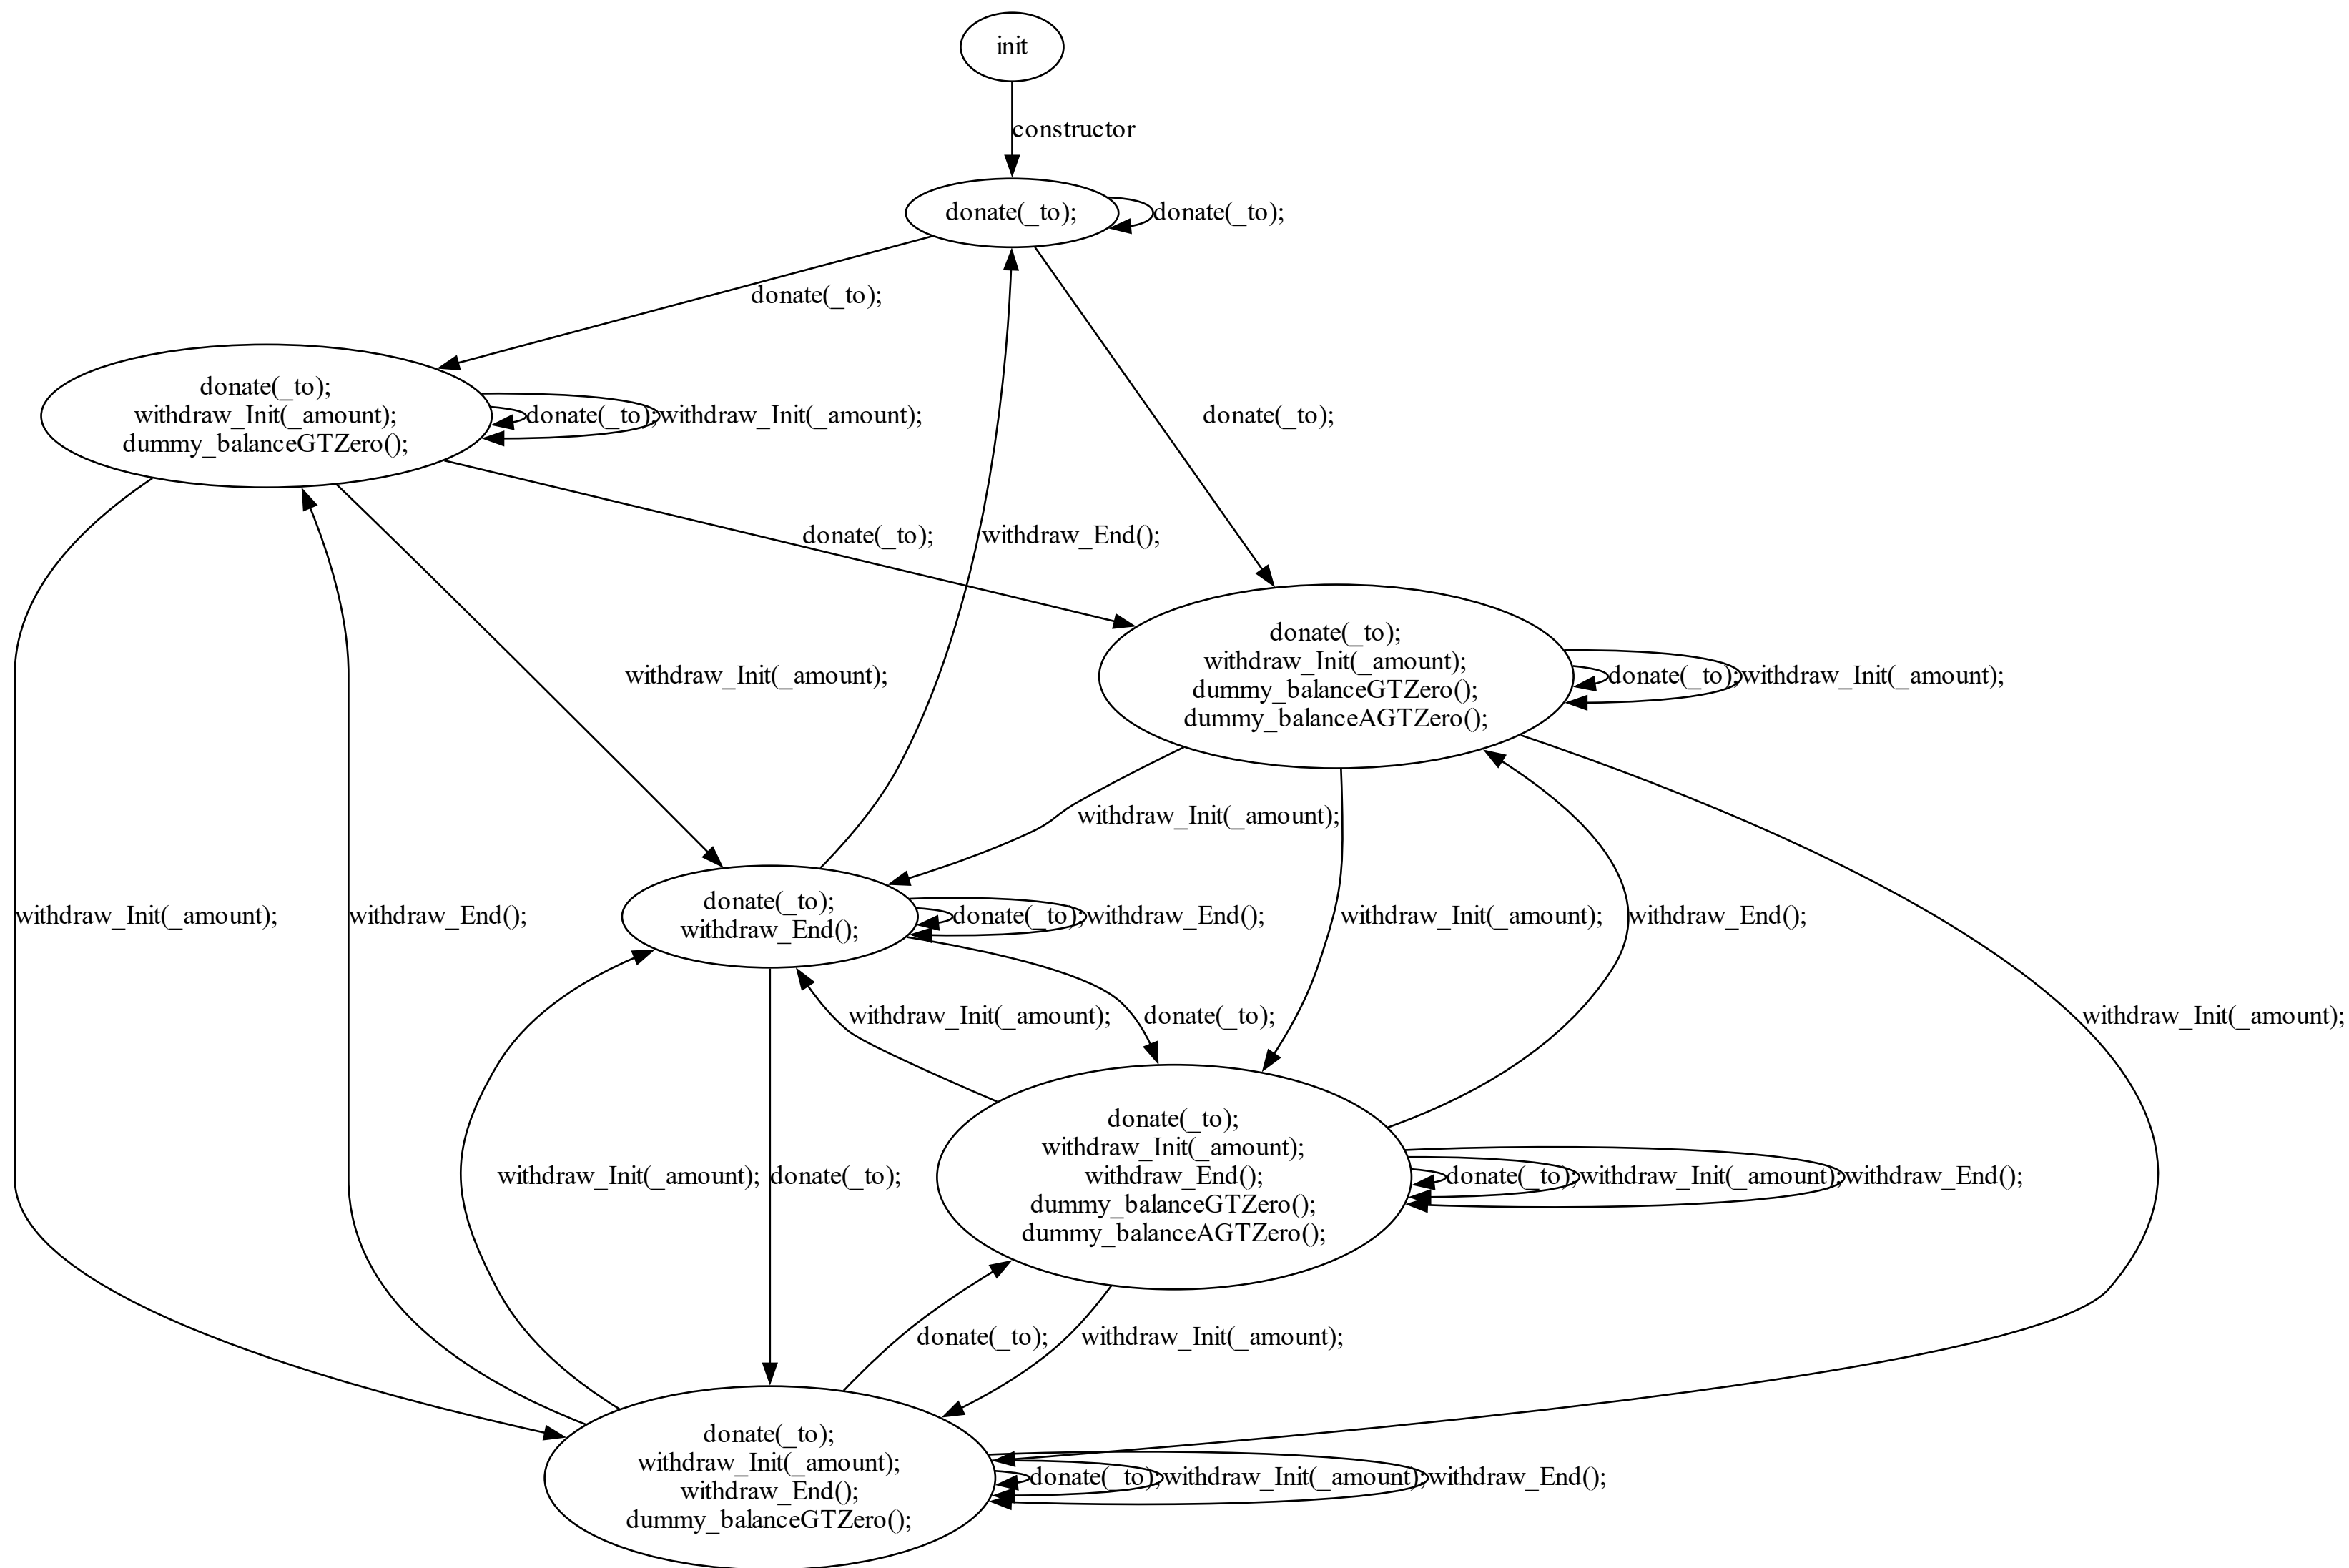 init
constructor
donate(_to);
donate(_to);
donate(_to);
donate(_to);
withdraw_Init(_amount);
dummy_balanceGTZero();
donate(_to);
withdraw_Init(_amount);
donate(_to);
donate(_to);
withdraw_End();
donate(_to);
withdraw_Init(_amount);
dummy_balanceGTZero();
dummy_balanceAGTZero();
donate(_to);
withdraw_Init(_amount);
withdraw_Init(_amount);
withdraw_Init(_amount);
withdraw_Init(_amount);
withdraw_End();
donate(_to);
withdraw_End();
donate(_to);
withdraw_End();
withdraw_Init(_amount);
withdraw_End();
withdraw_Init(_amount);
donate(_to);
withdraw_Init(_amount);
withdraw_Init(_amount);
donate(_to);
donate(_to);
withdraw_Init(_amount);
withdraw_End();
dummy_balanceGTZero();
dummy_balanceAGTZero();
donate(_to);
withdraw_Init(_amount);
withdraw_End();
donate(_to);
withdraw_Init(_amount);
donate(_to);
withdraw_Init(_amount);
withdraw_End();
dummy_balanceGTZero();
donate(_to);
withdraw_Init(_amount);
withdraw_End();